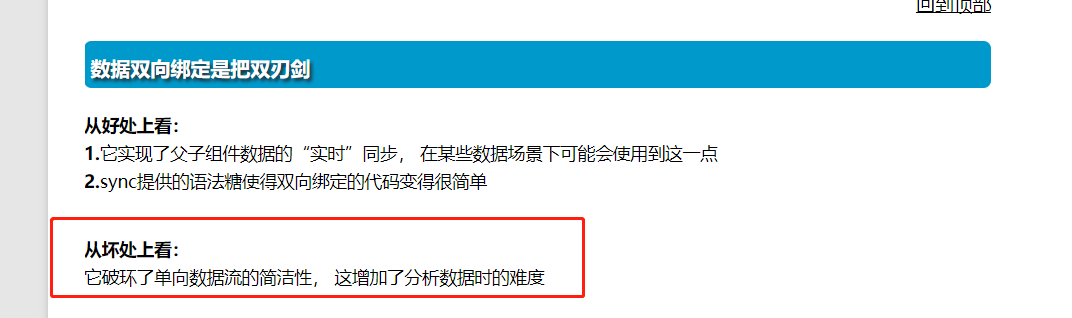 回到顶部
数据双向绑定是把双刃剑
从好处上看：
1.它实现了父子组件数据的“实时”同步， 在某些数据场景下可能会使用到这一点
2.sync提供的语法糖使得双向绑定的代码变得很简单
从坏处上看：
它破环了单向数据流的简洁性， 这增加了分析数据时的难度